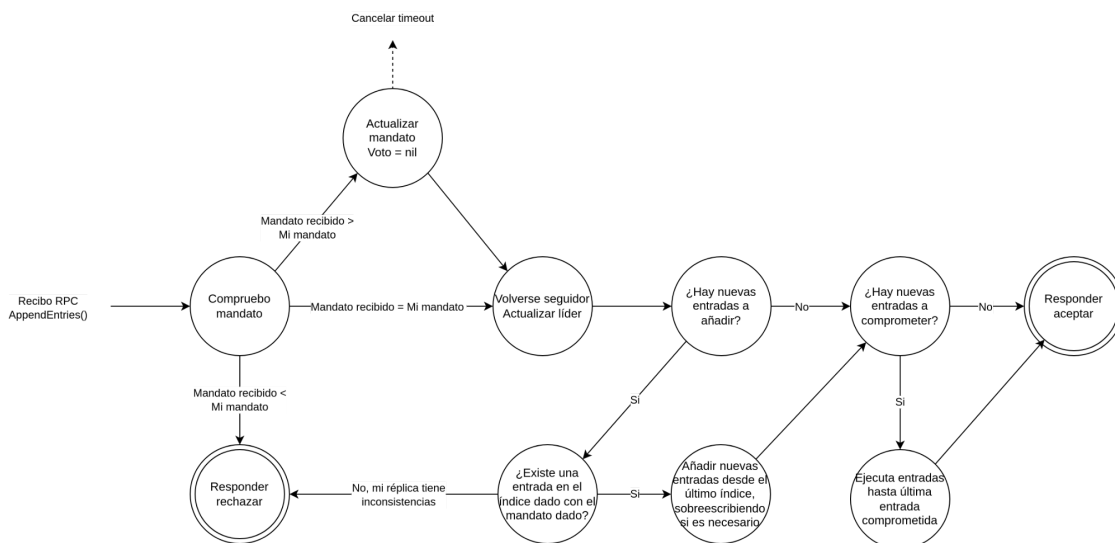 Cancelar timeout
Actualizar
mandato
Voto = nil
Mandato recibido >
Mi mandato
Recibo RPC
AppendEntries()
Compruebo
mandato
Mandato recibido = Mi mandato
Volverse seguidor
Actualizar líder
¿Hay nuevas
entradas a
añadir?
No
¿Hay nuevas
entradas a
comprometer?
No
Responder
aceptar
Mandato recibido <
Mi mandato
Si
Si
Responder
rechazar
No, mi réplica tiene
inconsistencias
¿Existe una
entrada en el
índice dado con el
mandato dado?
Si
Añadir nuevas
entradas desde el
último índice,
sobreescribiendo
si es necesario
Ejecuta entradas
hasta última
entrada
comprometida